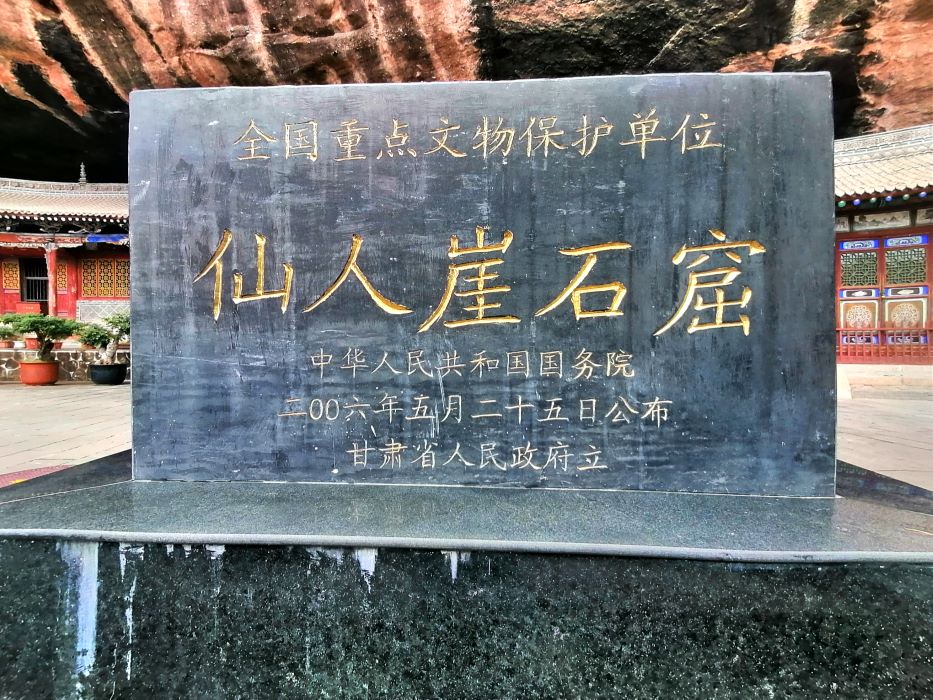 全国重点文物保护单位
仙人崖石窟
中华人民共和国国务院
二00六年五月二十五日公布
甘肃省人民政府立